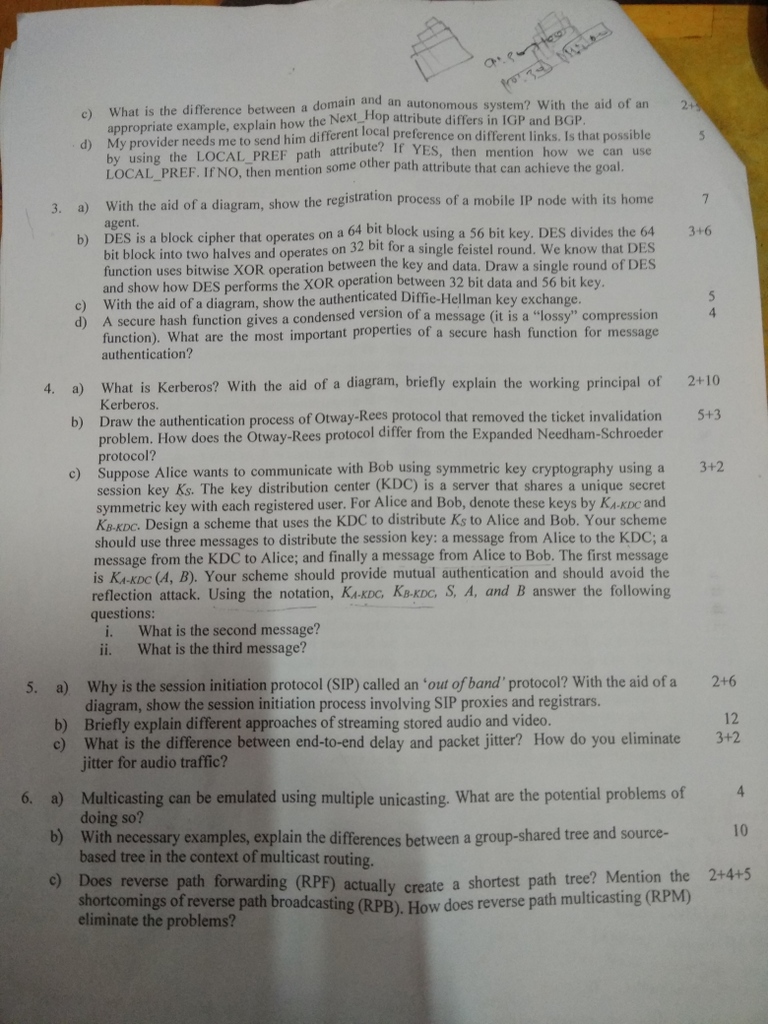 c) What is the difference between a domain and an autonomous system? With the aid of an 2+5
appropriate example, explain how the Next_Hop attribute differs in IGP and BGP.
d) My provider needs me to send him different local preference on different links. Is that possible 5
by using the LOCAL_PREF path attribute? If YES, then mention how we can use
LOCAL_PREF. If NO, then mention some other path attribute that can achieve the goal.
3. a) With the aid of a diagram, show the registration process of a mobile IP node with its home 7
agent.
b) DES is a block cipher that operates on a 64 bit block using a 56 bit key. DES divides the 64 3+6
bit block into two halves and operates on 32 bit for a single feistel round. We know that DES
function uses bitwise XOR operation between the key and data. Draw a single round of DES
and show how DES performs the XOR operation between 32 bit data and 56 bit key.
c) With the aid of a diagram, show the authenticated Diffie-Hellman key exchange. 5
d) A secure hash function gives a condensed version of a message (it is a "lossy" compression 4
function). What are the most important properties of a secure hash function for message
authentication?
4. a) What is Kerberos? With the aid of a diagram, briefly explain the working principal of 2+10
Kerberos.
b) Draw the authentication process of Otway-Rees protocol that removed the ticket invalidation 5+3
problem. How does the Otway-Rees protocol differ from the Expanded Needham-Schroeder
protocol?
c) Suppose Alice wants to communicate with Bob using symmetric key cryptography using a 3+2
session key KS. The key distribution center (KDC) is a server that shares a unique secret
symmetric key with each registered user. For Alice and Bob, denote these keys by KA-KDC and
KB-KDC. Design a scheme that uses the KDC to distribute KS to Alice and Bob. Your scheme
should use three messages to distribute the session key: a message from Alice to the KDC; a
message from the KDC to Alice; and finally a message from Alice to Bob. The first message
is KA-KDC (A, B). Your scheme should provide mutual authentication and should avoid the
reflection attack. Using the notation, KA-KDC, KB-KDC, S, A, and B answer the following
questions:
i. What is the second message?
ii. What is the third message?
5. a) Why is the session initiation protocol (SIP) called an 'out of band' protocol? With the aid of a 2+6
diagram, show the session initiation process involving SIP proxies and registrars.
b) Briefly explain different approaches of streaming stored audio and video. 12
c) What is the difference between end-to-end delay and packet jitter? How do you eliminate 3+2
jitter for audio traffic?
6. a) Multicasting can be emulated using multiple unicasting. What are the potential problems of 4
doing so?
b) With necessary examples, explain the differences between a group-shared tree and source- 10
based tree in the context of multicast routing.
c) Does reverse path forwarding (RPF) actually create a shortest path tree? Mention the 2+4+5
shortcomings of reverse path broadcasting (RPB). How does reverse path multicasting (RPM)
eliminate the problems?